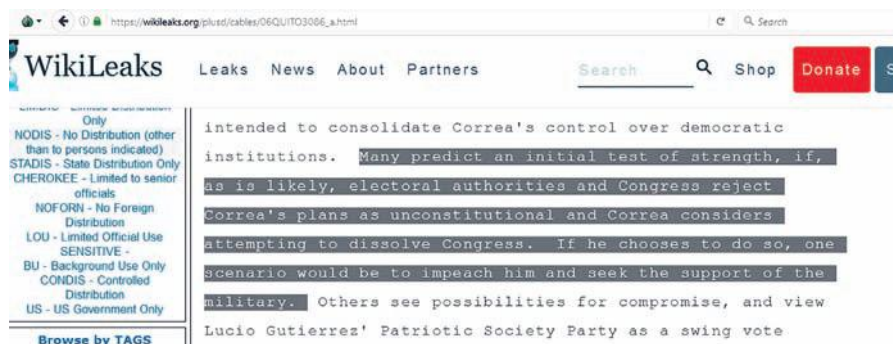 https://wikileaks.org/plusd/cables/06QUITO3086_a.html
Search
WikiLeaks
Leaks News About Partners
Search
Shop
Donate
S
Only
NODIS - No Distribution (other
than to persons indicated)
STADIS - State Distribution Only
CHEROKEE - Limited to senior
officials
NOFORN - No Foreign
Distribution
LOU - Limited Official Use
SENSITIVE -
BU - Background Use Only
CONDIS - Controlled
Distribution
US - US Government Only
Browse by TAGS
intended to consolidate Correa's control over democratic
institutions. Many predict an initial test of strength, if,
as is likely, electoral authorities and Congress reject
Correa's plans as unconstitutional and Correa considers
attempting to dissolve Congress. If he chooses to do so, one
scenario would be to impeach him and seek the support of the
military. Others see possibilities for compromise, and view
Lucio Gutierrez' Patriotic Society Party as a swing vote